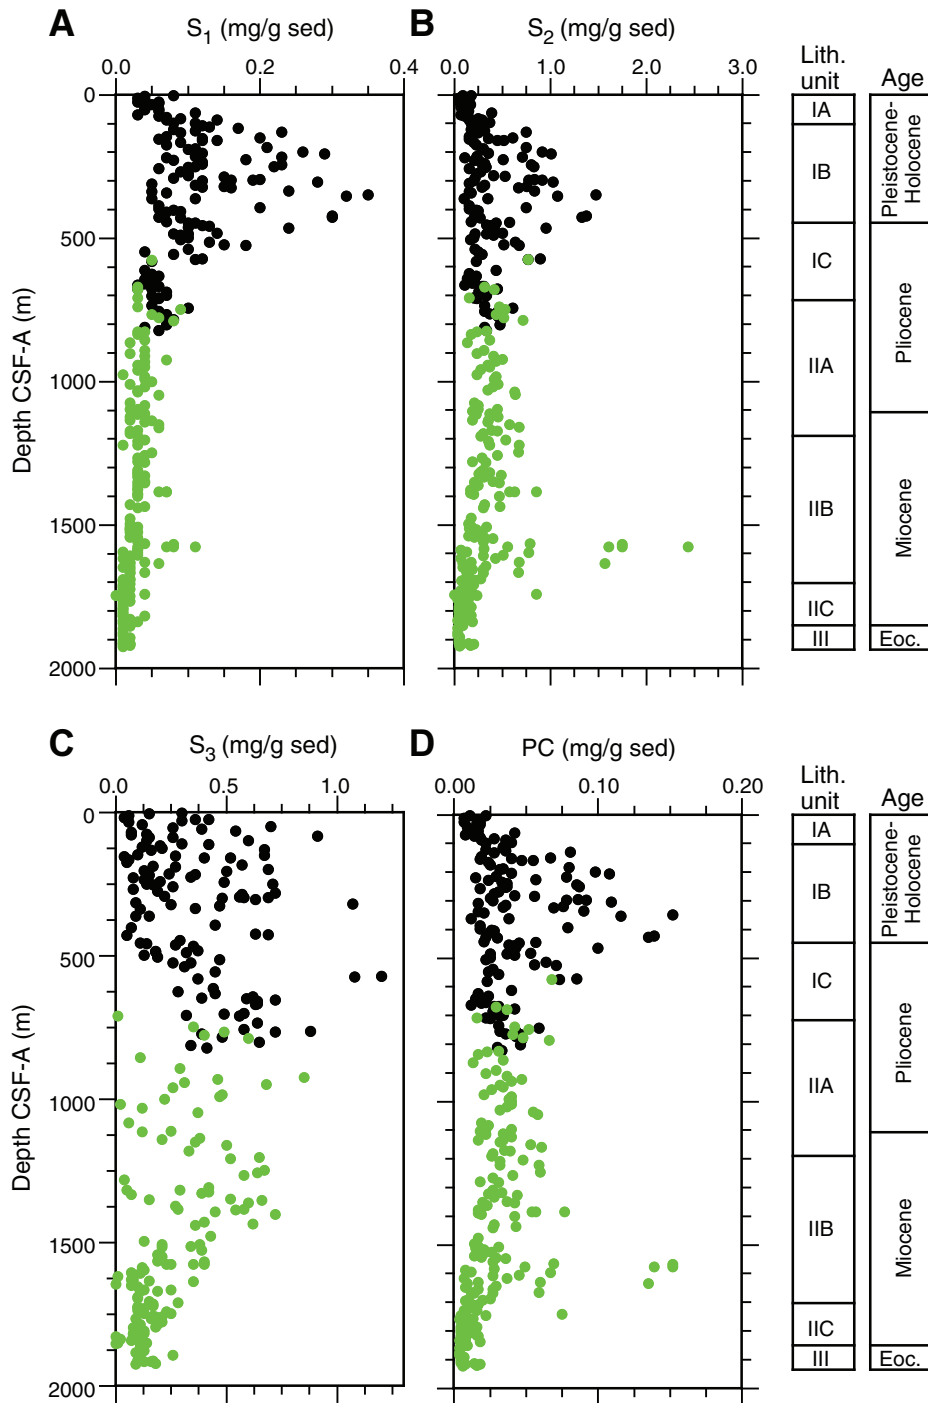 A
S1 (mg/g sed)
B
S2 (mg/g sed)
0.0 0.2 0.4
0.0 1.0 2.0 3.0
Lith.
unit
Age
0
500
1000
1500
2000
Depth CSF-A (m)
IA
IB
IC
IIA
IIB
IIC
III
Pleistocene-
Holocene
Pliocene
Miocene
Eoc.
C
S3 (mg/g sed)
D
PC (mg/g sed)
0.0 0.5 1.0
0.00 0.10 0.20
Lith.
unit
Age
0
500
1000
1500
2000
Depth CSF-A (m)
IA
IB
IC
IIA
IIB
IIC
III
Pleistocene-
Holocene
Pliocene
Miocene
Eoc.